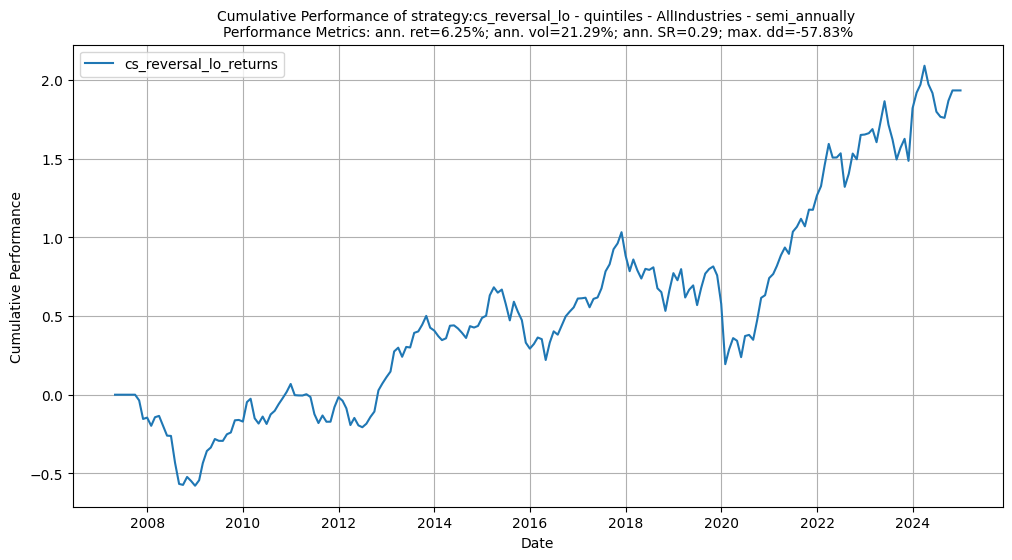 Cumulative Performance of strategy:cs_reversal_lo - quintiles - AllIndustries - semi_annually
Performance Metrics: ann. ret=6.25%; ann. vol=21.29%; ann. SR=0.29; max. dd=-57.83%
cs_reversal_lo_returns
Cumulative Performance
2.0
1.5
1.0
0.5
0.0
−0.5
2008 2010 2012 2014 2016 2018 2020 2022 2024
Date